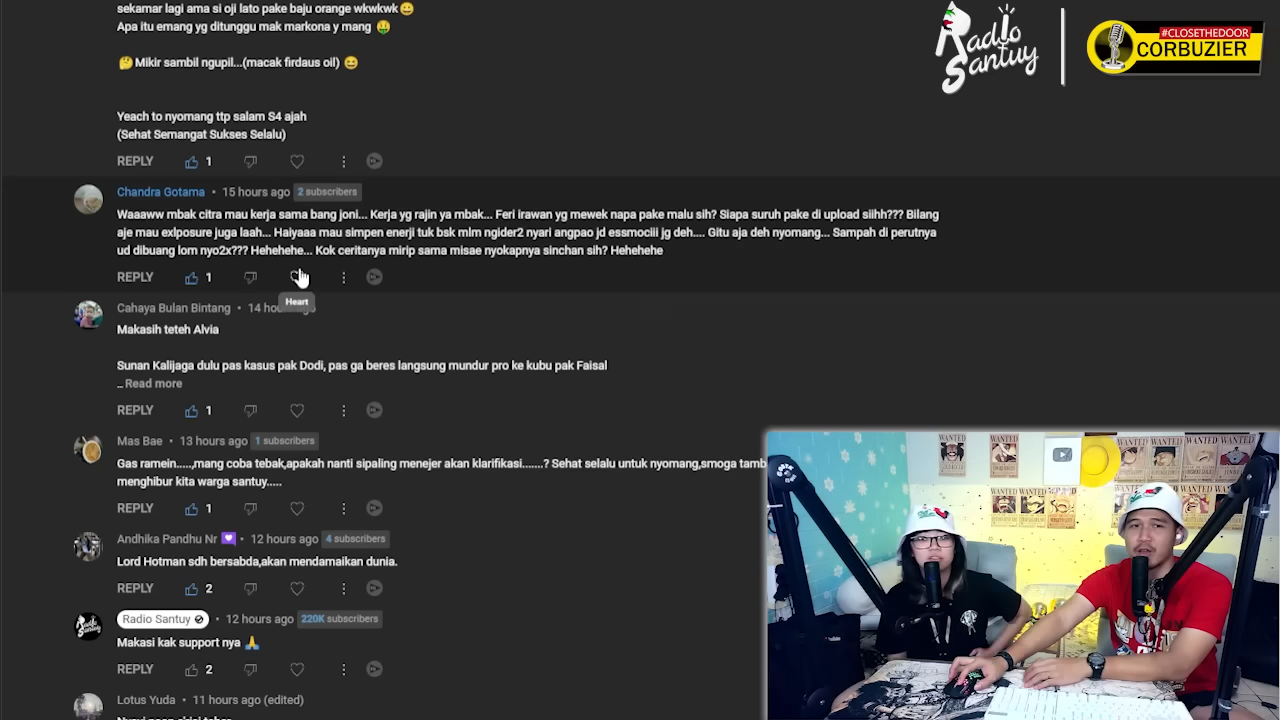 sekamar lagi ama si oji lato pake baju orange wkwkwk😀
Apa itu emang yg ditunggu mak markona y mang 🤑
🤔Mikir sambil ngupil...(macak firdaus oil) 😆
Yeach to nyomang ttp salam S4 ajah
(Sehat Semangat Sukses Selalu)
REPLY 1
Radio
Santuy
#CLOSETHEDOOR
CORBUZIER
Chandra Gotama • 15 hours ago 2 subscribers
Waaaww mbak citra mau kerja sama bang joni... Kerja yg rajin ya mbak... Feri irawan yg mewek napa pake malu sih? Siapa suruh pake di upload siihh??? Bilang
aje mau exlposure juga laah... Haiyaaa mau simpen enerji tuk bsk mlm ngider2 nyari angpao jd essmociii jg deh.... Gitu aja deh nyomang... Sampah di perutnya
ud dibuang lom nyo2x??? Hehehehe... Kok ceritanya mirip sama misae nyokapnya sinchan sih? Hehehehe
REPLY 1
Heart
Cahaya Bulan Bintang • 14 hours ago
Makasih teteh Alvia
Sunan Kalijaga dulu pas kasus pak Dodi, pas ga beres langsung mundur pro ke kubu pak Faisal
... Read more
REPLY 1
Mas Bae • 13 hours ago 1 subscribers
Gas ramein.....,mang coba tebak,apakah nanti sipaling menejer akan klarifikasi.......? Sehat selalu untuk nyomang,smoga tamb
menghibur kita warga santuy.....
REPLY 1
Andhika Pandhu Nr 💜 • 12 hours ago 4 subscribers
Lord Hotman sdh bersabda,akan mendamaikan dunia.
REPLY 2
Radio Santuy • 12 hours ago 220K subscribers
Makasi kak support nya 🙏
REPLY 2
Lotus Yuda • 11 hours ago (edited)
WANTED
WANTED
WANTED
WANTED
WANTED
WANTED